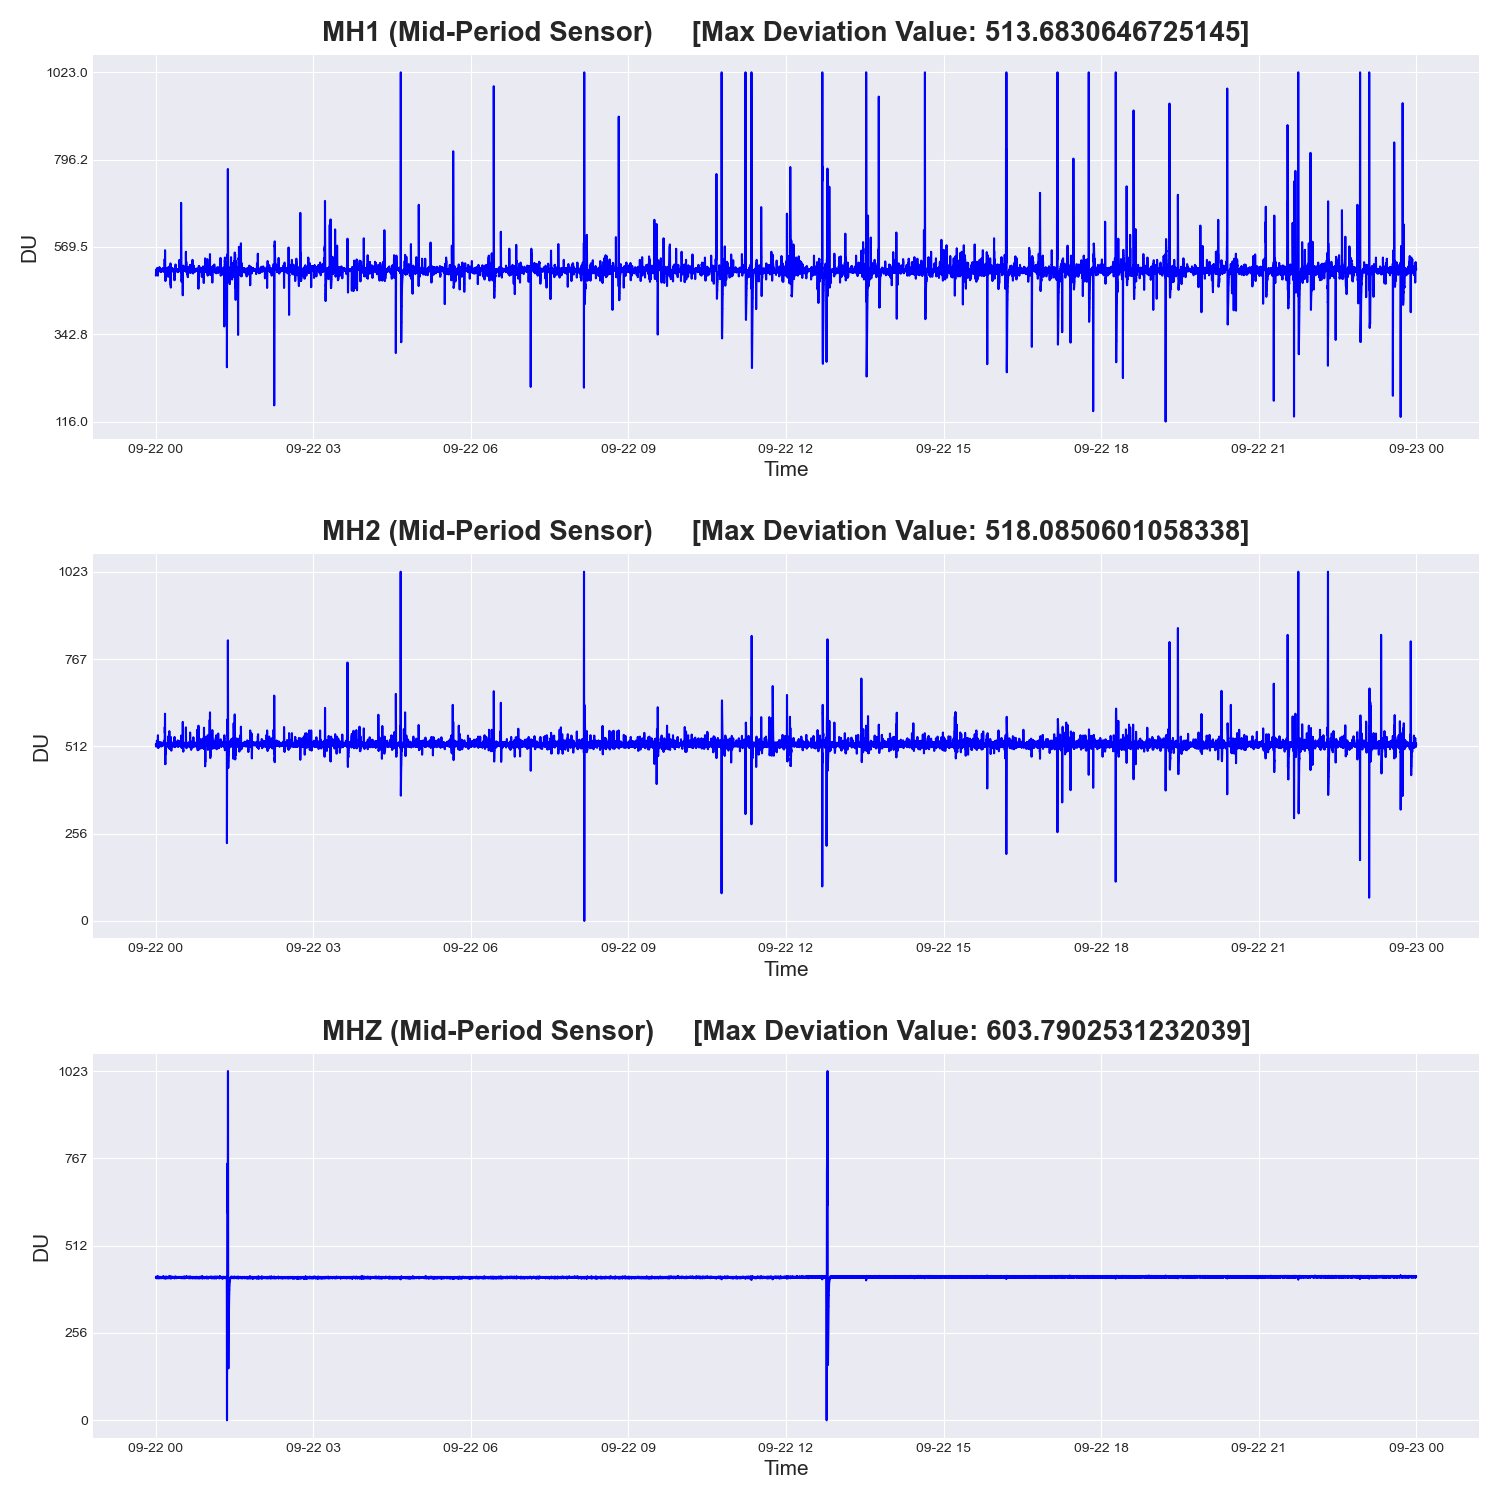 MH1 (Mid-Period Sensor) [Max Deviation Value: 513.6830646725145]
1023.0
796.2
569.5
342.8
116.0
DU
09-22 00 09-22 03 09-22 06 09-22 09 09-22 12 09-22 15 09-22 18 09-22 21 09-23 00
Time
MH2 (Mid-Period Sensor) [Max Deviation Value: 518.0850601058338]
1023
767
512
256
0
DU
09-22 00 09-22 03 09-22 06 09-22 09 09-22 12 09-22 15 09-22 18 09-22 21 09-23 00
Time
MHZ (Mid-Period Sensor) [Max Deviation Value: 603.7902531232039]
1023
767
512
256
0
DU
09-22 00 09-22 03 09-22 06 09-22 09 09-22 12 09-22 15 09-22 18 09-22 21 09-23 00
Time